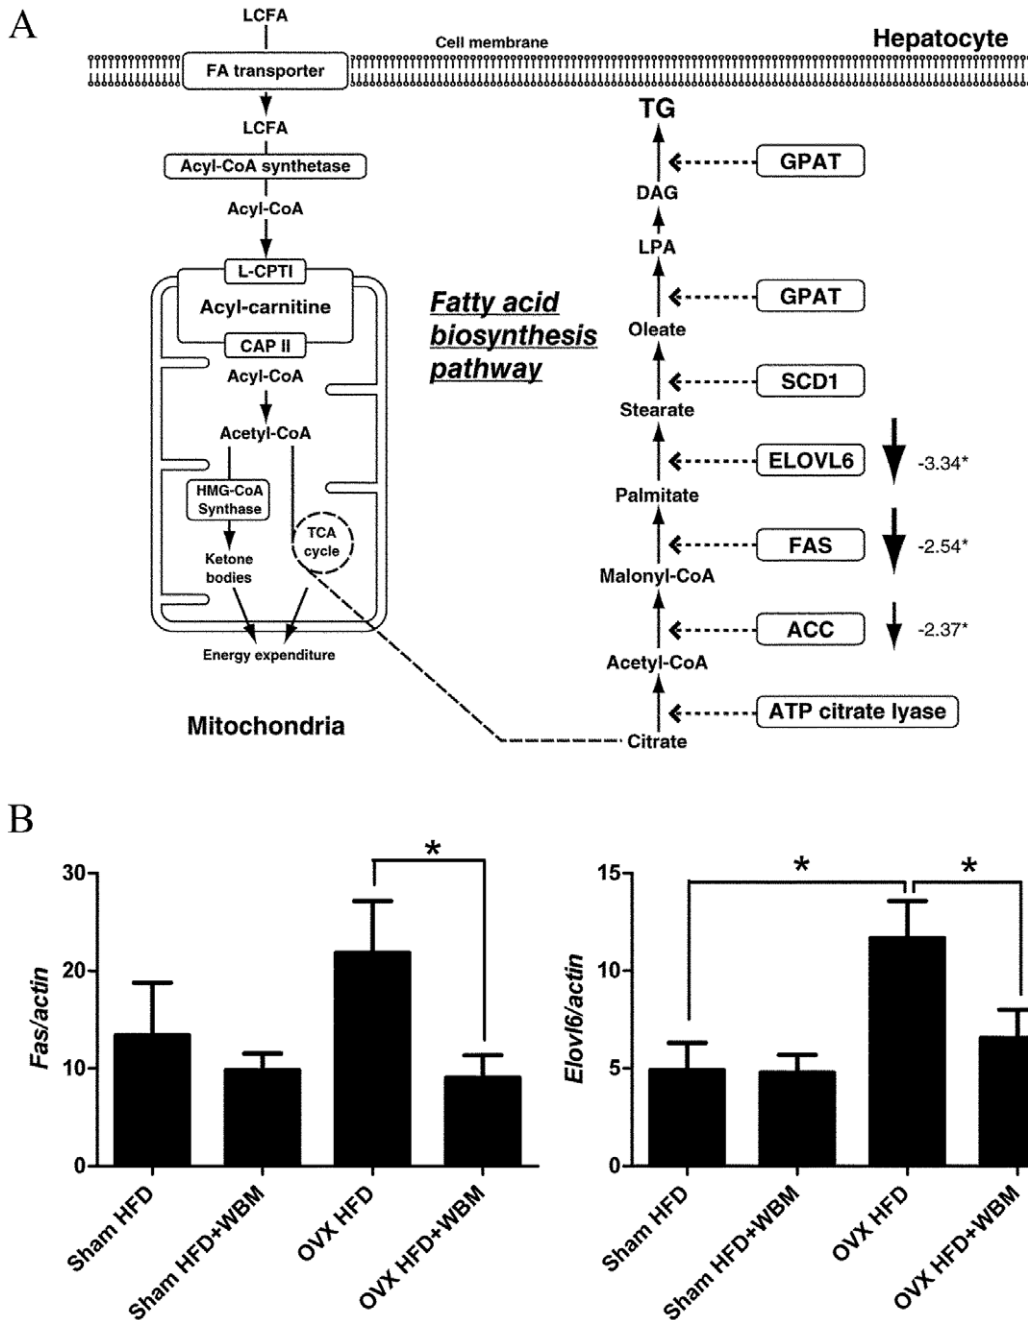 A
LCFA
Cell membrane
Hepatocyte
FA transporter
LCFA
Acyl-CoA synthetase
Acyl-CoA
L-CPTI
Acyl-carnitine
CAP II
Acyl-CoA
Acetyl-CoA
HMG-CoA
Synthase
TCA
cycle
Ketone
bodies
Energy expenditure
Mitochondria
Fatty acid
biosynthesis
pathway
TG
GPAT
DAG
LPA
GPAT
Oleate
SCD1
Stearate
ELOVL6
-3.34*
Palmitate
FAS
-2.54*
Malonyl-CoA
ACC
-2.37*
Acetyl-CoA
ATP citrate lyase
Citrate
B
*
30
20
10
0
Fas/actin
Sham HFD
Sham HFD+WBM
OVX HFD
OVX HFD+WBM
*
*
15
10
5
0
Elovl6/actin
Sham HFD
Sham HFD+WBM
OVX HFD
OVX HFD+WBM